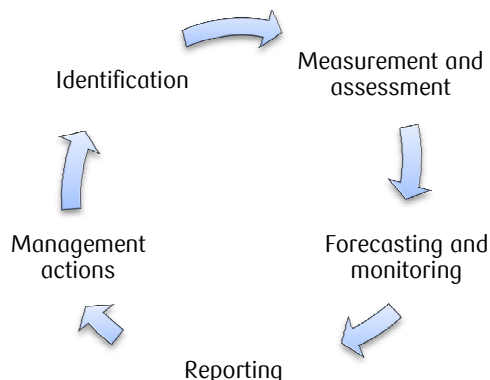 Identification
Measurement and
assessment
Forecasting and
monitoring
Reporting
Management
actions